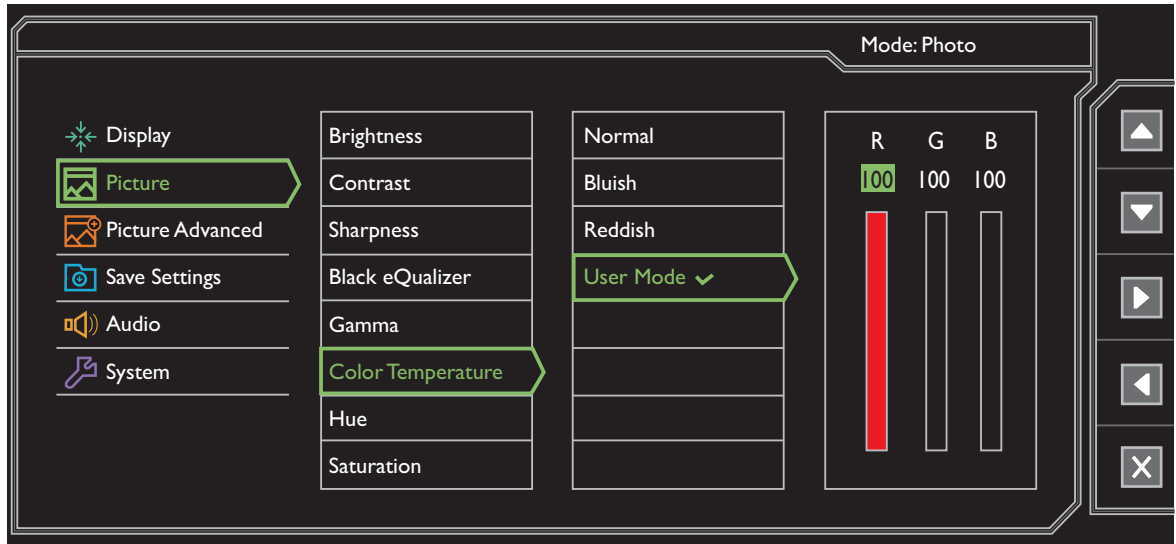 Mode: Photo
Display
Picture
Picture Advanced
Save Settings
Audio
System
Brightness
Contrast
Sharpness
Black eQualizer
Gamma
Color Temperature
Hue
Saturation
Normal
Bluish
Reddish
User Mode
R G B
100 100 100
X